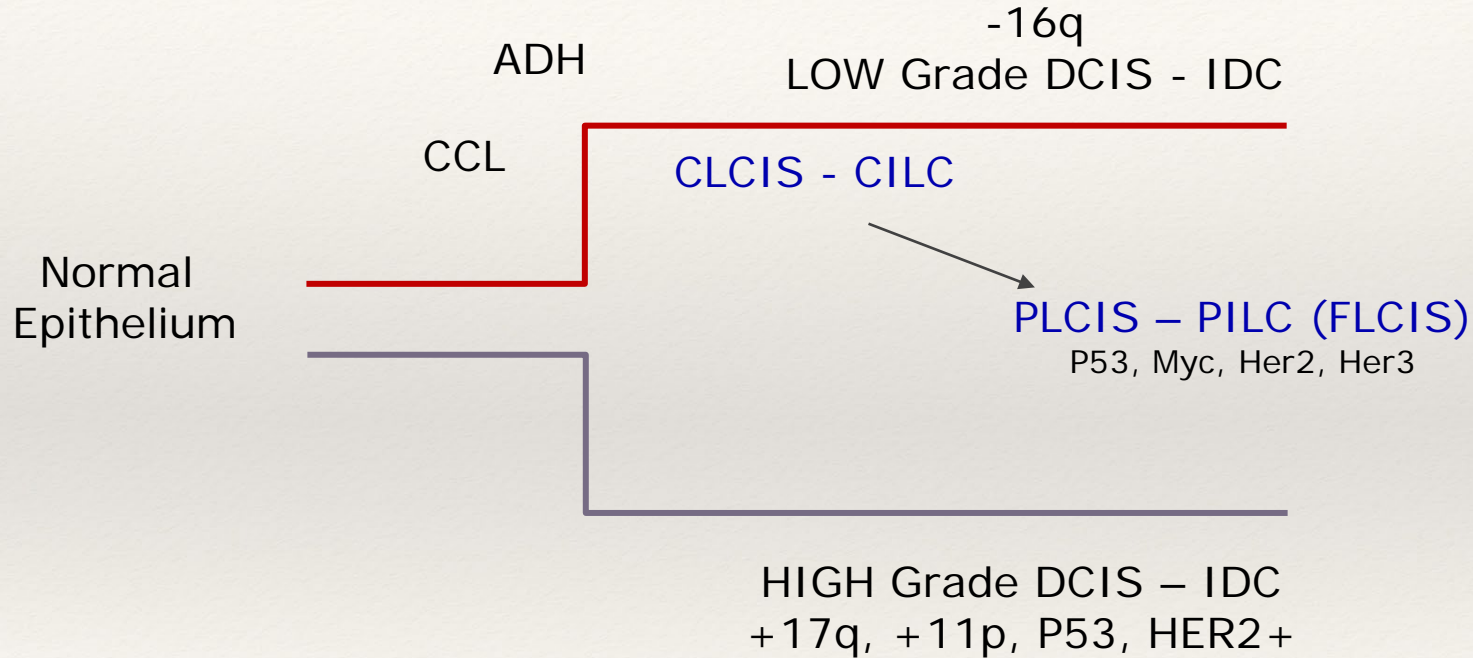 -16q
LOW Grade DCIS - IDC
ADH
CCL
CLCIS - CILC
Normal
Epithelium
PLCIS – PILC (FLCIS)
P53, Myc, Her2, Her3
HIGH Grade DCIS – IDC
+17q, +11p, P53, HER2+